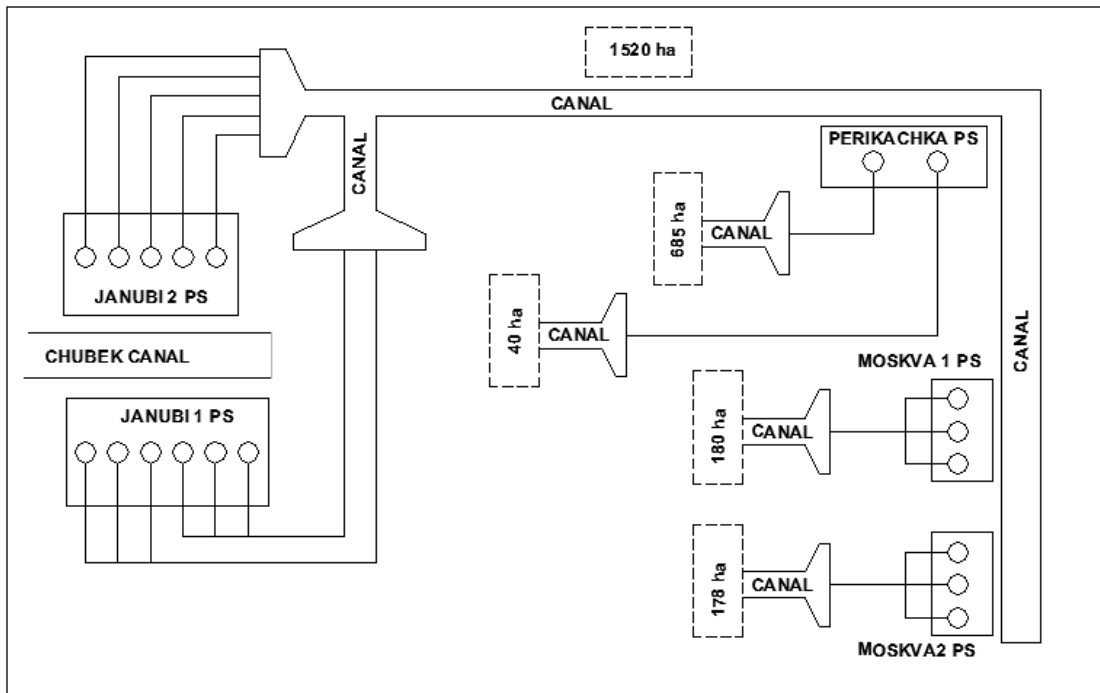 1520 ha
CANAL
PERIKACHKA PS
CANAL
685 ha
CANAL
JANUBI 2 PS
40 ha
CANAL
CANAL
CHUBEK CANAL
MOSKVA 1 PS
JANUBI 1 PS
180 ha
CANAL
178 ha
CANAL
MOSKVA2 PS